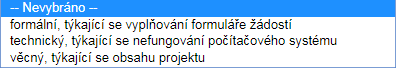 -- Nevybráno --
formální, týkající se vyplňování formuláře žádostí
technický, týkající se nefungování počítačového systému
věcný, týkající se obsahu projektu